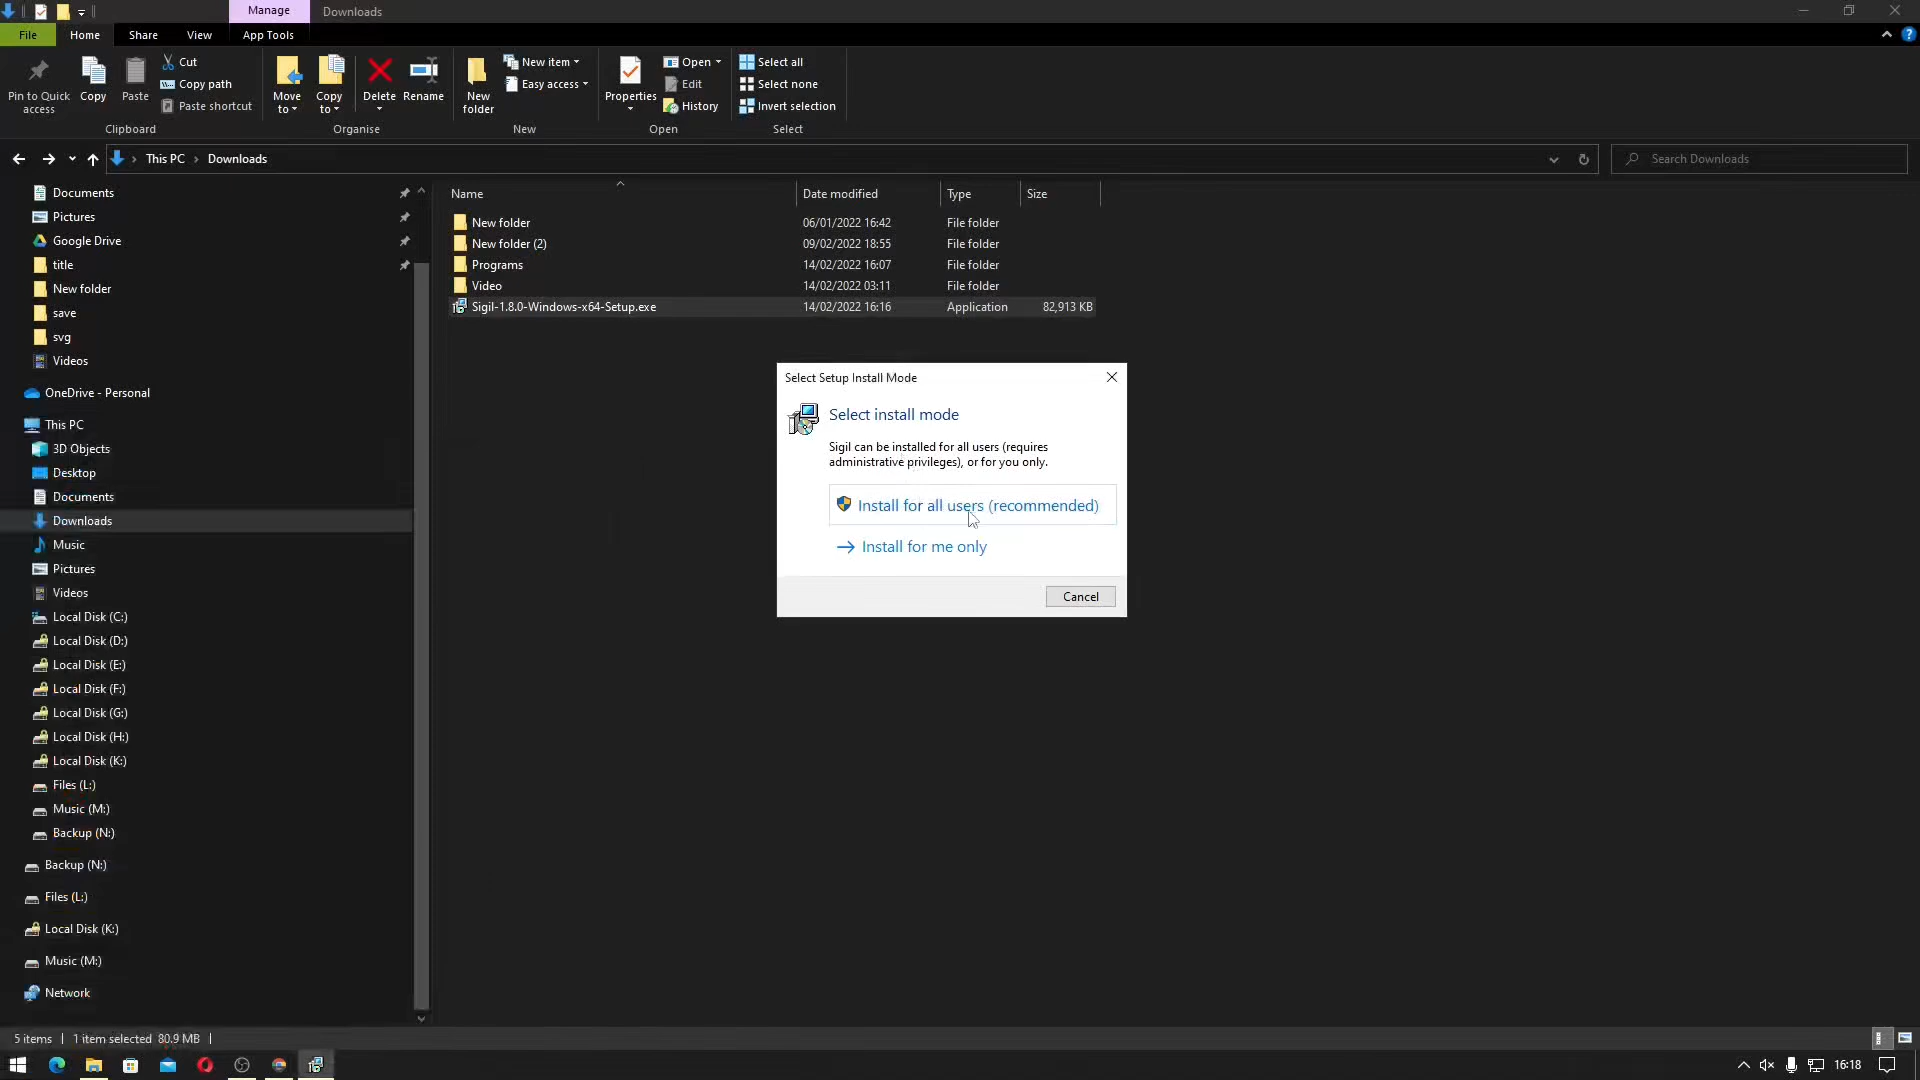 Manage
Downloads
File
Home
Share
View
App Tools
Pin to Quick
access
Copy
Paste
Cut
Copy path
Paste shortcut
Clipboard
Move
to
Copy
to
Delete
Rename
Organise
New
folder
New item
Easy access
New
Properties
Open
Edit
History
Open
Select all
Select none
Invert selection
Select
This PC
Downloads
Search Downloads
Documents
Pictures
Google Drive
title
New folder
save
svg
Videos
OneDrive - Personal
This PC
3D Objects
Desktop
Documents
Downloads
Music
Pictures
Videos
Local Disk (C:)
Local Disk (D:)
Local Disk (E:)
Local Disk (F:)
Local Disk (G:)
Local Disk (H:)
Local Disk (K:)
Files (L:)
Music (M:)
Backup (N:)
Backup (N:)
Files (L:)
Local Disk (K:)
Music (M:)
Network
Name Date modified Type Size
New folder 06/01/2022 16:42 File folder
New folder (2) 09/02/2022 18:55 File folder
Programs 14/02/2022 16:07 File folder
Video 14/02/2022 03:11 File folder
Sigil-1.8.0-Windows-x64-Setup.exe 14/02/2022 16:16 Application 82,913 KB
Select Setup Install Mode
Select install mode
Sigil can be installed for all users (requires
administrative privileges), or for you only.
Install for all users (recommended)
Install for me only
Cancel
5 items 1 item selected 80.9 MB
16:18